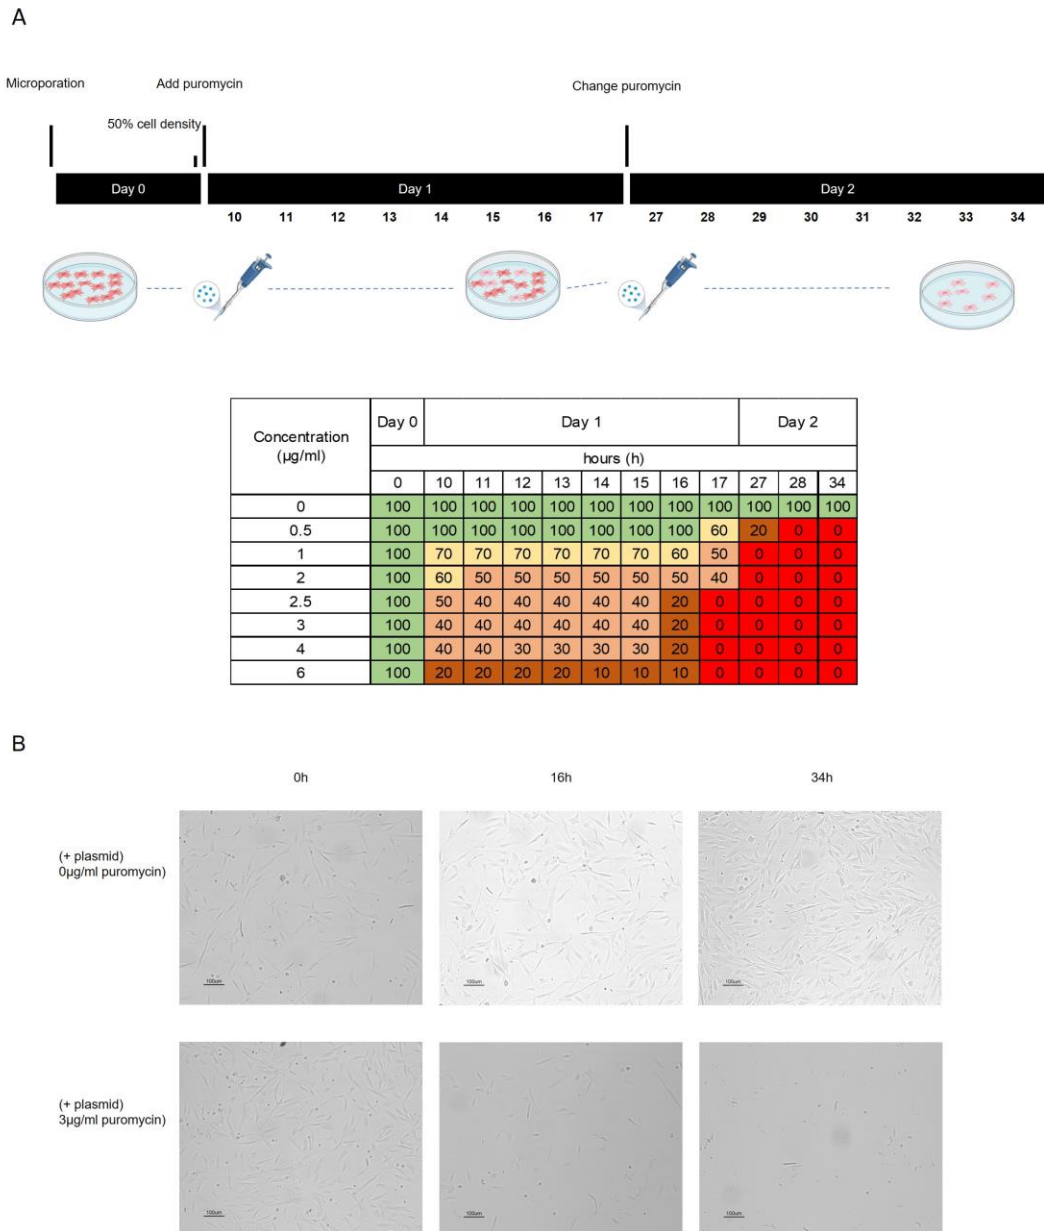 A
Microporation
Add puromycin
Change puromycin
50% cell density
Day 0
Day 1
Day 2
10 11 12 13 14 15 16 17 27 28 29 30 31 32 33 34
Concentration (µg/ml)
Day 0 Day 1 Day 2
hours (h)
0 10 11 12 13 14 15 16 17 27 28 34
0 100 100 100 100 100 100 100 100 100 100 100 100
0.5 100 100 100 100 100 100 100 100 60 20 0 0
1 100 70 70 70 70 70 70 60 50 0 0 0
2 100 60 50 50 50 50 50 50 40 0 0 0
2.5 100 50 40 40 40 40 40 20 0 0 0 0
3 100 40 40 40 40 40 40 20 0 0 0 0
4 100 40 40 30 30 30 30 20 0 0 0 0
6 100 20 20 20 20 10 10 10 0 0 0 0
B
0h 16h 34h
(+ plasmid)
0µg/ml puromycin)
100um 100um 100um
(+ plasmid)
3µg/ml puromycin)
100um 100um 100um